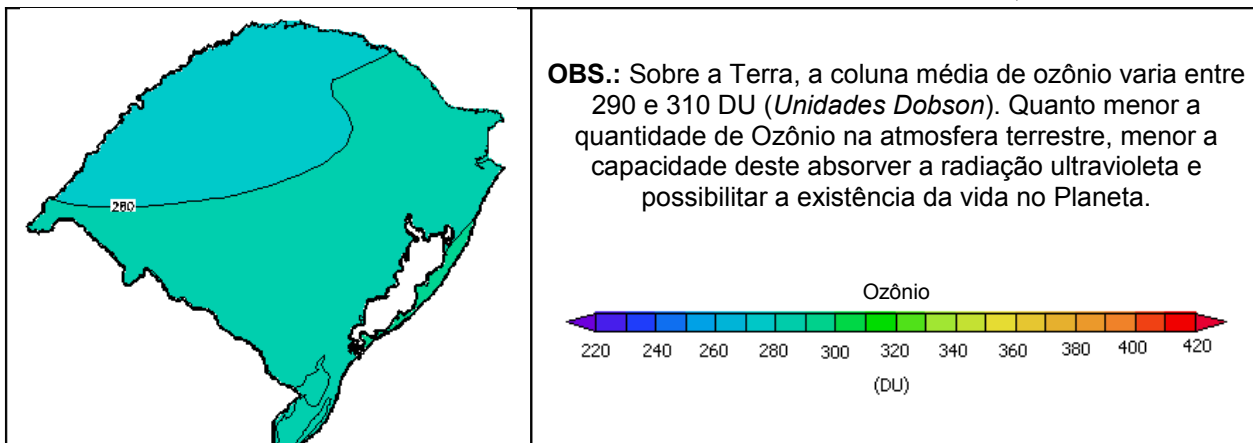 OBS.: Sobre a Terra, a coluna média de ozônio varia entre
290 e 310 DU (Unidades Dobson). Quanto menor a
quantidade de Ozônio na atmosfera terrestre, menor a
capacidade deste absorver a radiação ultravioleta e
possibilitar a existência da vida no Planeta.
280
Ozônio
220 240 260 280 300 320 340 360 380 400 420
(DU)